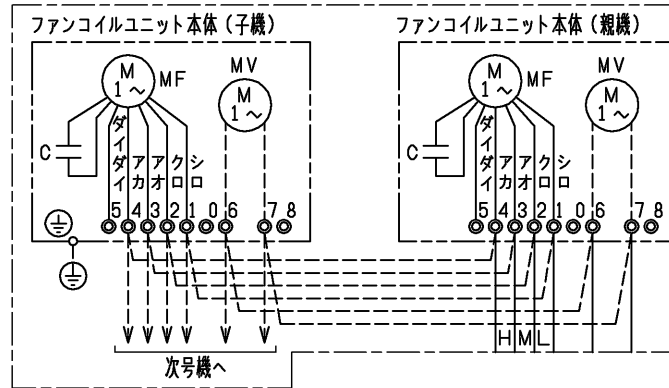 ファンコイルユニット本体(子機)
ファンコイルユニット本体(親機)
M
1~
MF
MV
M
1~
C
ダイダイ
アカ
アオ
クロ
シロ
5 4 3 2 1 0 6 7 8
M
1~
MF
MV
M
1~
C
ダイダイ
アカ
アオ
クロ
シロ
5 4 3 2 1 0 6 7 8
H M L
次号機へ